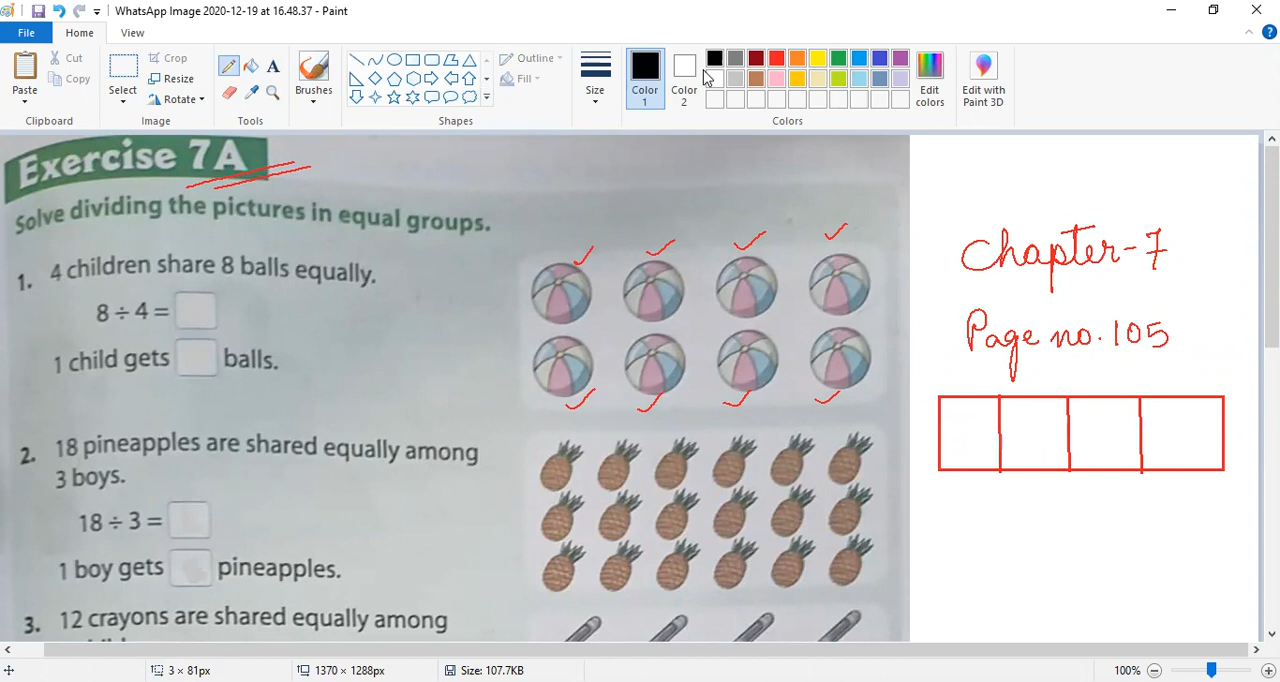 WhatsApp Image 2020-12-19 at 16.48.37 - Paint
File Home View
Paste
Cut
Copy
Clipboard
Select
Crop
Resize
Rotate
Image
A
Tools
Brushes
Shapes
Outline
Fill
Size
Color 1
Color 2
Colors
Edit colors
Edit with Paint 3D
Exercise 7A
Solve dividing the pictures in equal groups.
1. 4 children share 8 balls equally.
8 ÷ 4 =
1 child gets balls.
2. 18 pineapples are shared equally among
3 boys.
18 ÷ 3 =
1 boy gets pineapples.
3. 12 crayons are shared equally among
Chapter-7
Page no. 105
3 × 81px
1370 × 1288px
Size: 107.7KB
100%